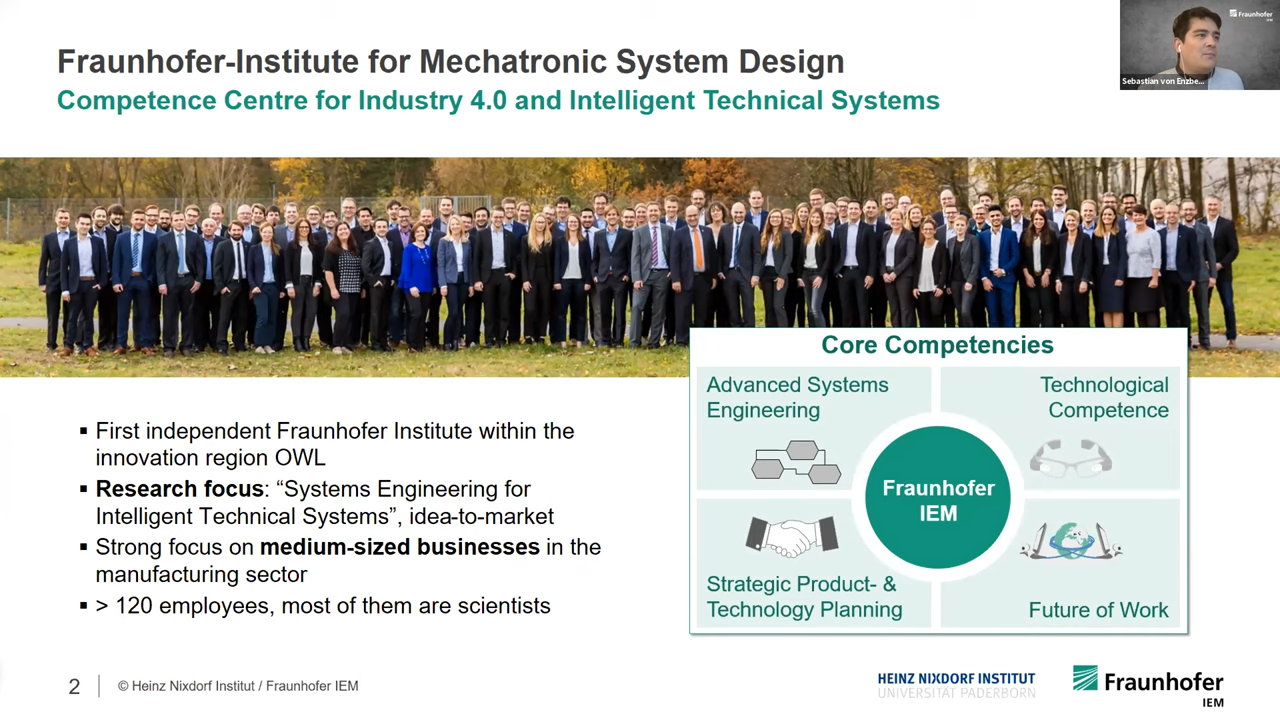 Fraunhofer-Institute for Mechatronic System Design
Competence Centre for Industry 4.0 and Intelligent Technical Systems
Fraunhofer
IEM
Sebastian von Enzbe...
Core Competencies
Advanced Systems
Engineering
Technological
Competence
Fraunhofer
IEM
Strategic Product- &
Technology Planning
Future of Work
▪ First independent Fraunhofer Institute within the
innovation region OWL
▪ Research focus: “Systems Engineering for
Intelligent Technical Systems”, idea-to-market
▪ Strong focus on medium-sized businesses in the
manufacturing sector
▪ > 120 employees, most of them are scientists
2
© Heinz Nixdorf Institut / Fraunhofer IEM
HEINZ NIXDORF INSTITUT
UNIVERSITÄT PADERBORN
Fraunhofer
IEM